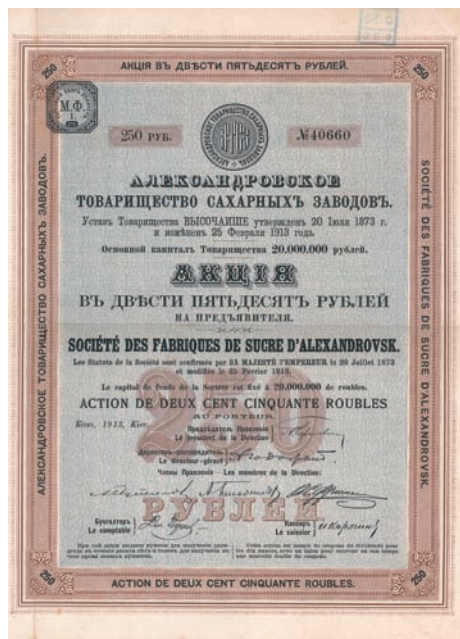 АКЦІЯ ВЪ ДВѢСТИ ПЯТЬДЕСЯТЪ РУБЛЕЙ.
250
250
М.Ф.
250 РУБ.
№40660
АЛЕКСАНДРОВСКОЕ
ТОВАРИЩЕСТВО САХАРНЫХЪ ЗАВОДОВЪ.
Уставъ Товарищества ВЫСОЧАЙШЕ утвержденъ 20 Іюля 1873 г.
и измѣненъ 25 Февраля 1913 года.
Основной капиталъ Товарищества 20.000.000 рублей.
АКЦІЯ
ВЪ ДВѢСТИ ПЯТЬДЕСЯТЪ РУБЛЕЙ
НА ПРЕДЪЯВИТЕЛЯ.
SOCIÉTÉ DES FABRIQUES DE SUCRE D'ALEXANDROVSK.
Les Statuts de la Société sont confirmés par SA MAJESTÉ l'EMPEREUR le 20 Juillet 1873
et modifiés le 25 Février 1913.
Le capital de fonds de la Société est fixé à 20.000.000 de roubles.
ACTION DE DEUX CENT CINQUANTE ROUBLES
AU PORTEUR.
250
Кіевъ, 1913, Kiev.
Предсѣдатель Правленія
Le président de la Direction
Директоръ-распорядитель
Le directeur-gérant
Члены Правленія - Les membres de la Direction:
РУБЛЕЙ
Бухгалтеръ
Le comptable
Кассиръ
Le caissier
АЛЕКСАНДРОВСКОЕ ТОВАРИЩЕСТВО САХАРНЫХЪ ЗАВОДОВЪ.
SOCIÉTÉ DES FABRIQUES DE SUCRE D'ALEXANDROVSK.
250
ACTION DE DEUX CENT CINQUANTE ROUBLES.
250